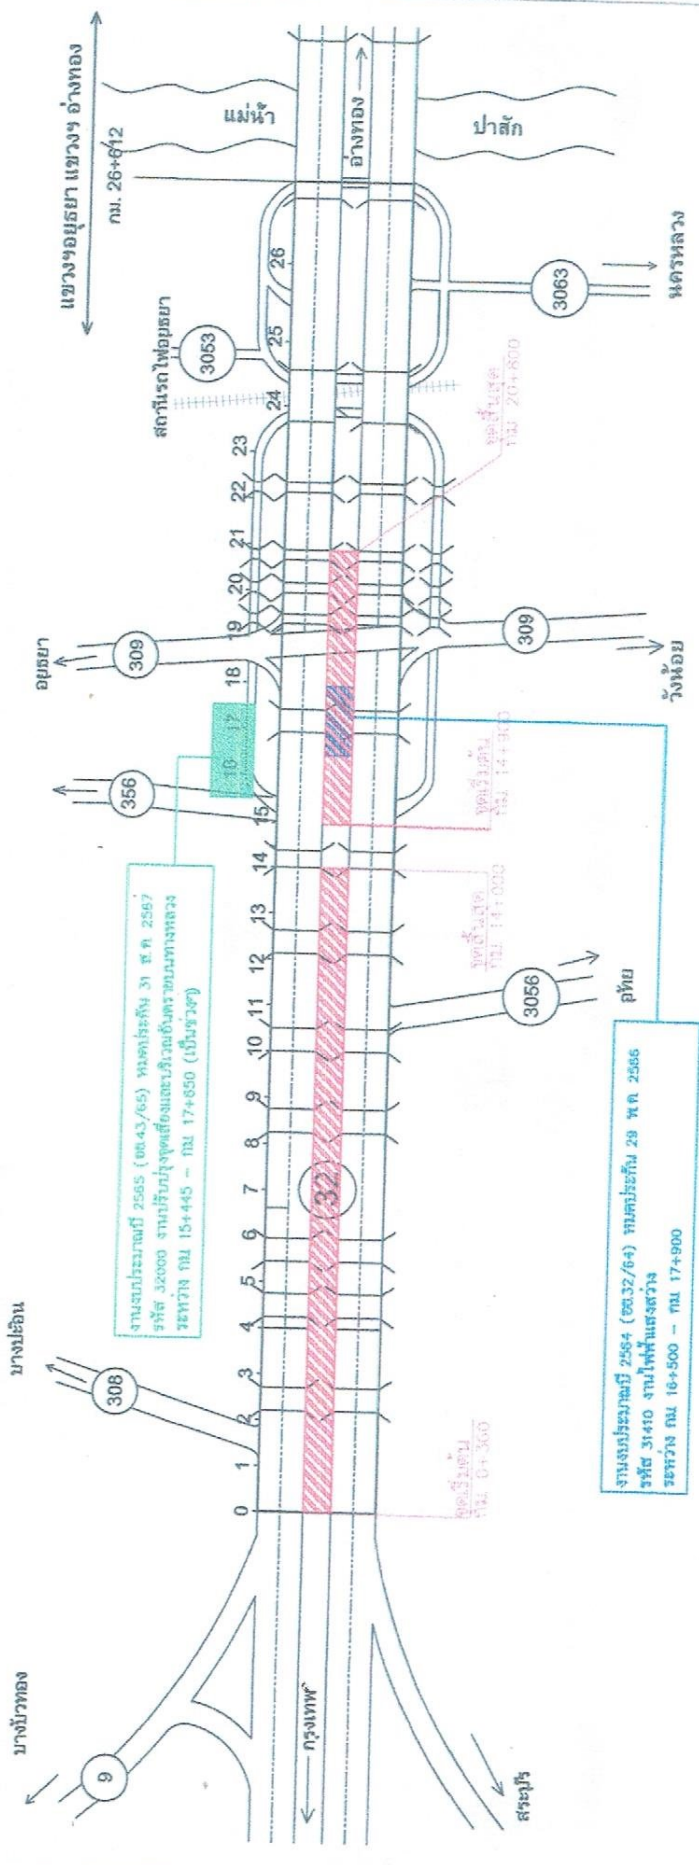 แขวงฯอยุธยา แขวงฯ อ่างทอง
กม. 26+612
แม่น้ำ
ป่าสัก
อ่างทอง
สถานีรถไฟอยุธยา
3053
3063
นครหลวง
อยุธยา
309
309
วังน้อย
356
3056
อุทัย
บางปะอิน
308
บางบัวทอง
9
กรุงเทพฯ
สระบุรี
32
0
1
2
3
4
5
6
7
8
9
10
11
12
13
14
15
16
17
18
19
20
21
22
23
24
25
26
งานงบประมาณปี 2565 (อย.43/65) หมดประกัน 31 ส.ค. 2567
รหัส 32000 งานปรับปรุงจุดเสี่ยงและบริเวณอันตรายบนทางหลวง
ระหว่าง กม. 15+445 - กม. 17+650 (เป็นช่วงๆ)
งานงบประมาณปี 2564 (อย.32/64) หมดประกัน 29 พ.ค. 2566
รหัส 31410 งานไฟฟ้าแสงสว่าง
ระหว่าง กม. 16+500 - กม. 17+900
จุดเริ่มต้น
กม. 0+360
จุดสิ้นสุด
กม. 14+000
จุดเริ่มต้น
กม. 14+900
จุดสิ้นสุด
กม. 20+800